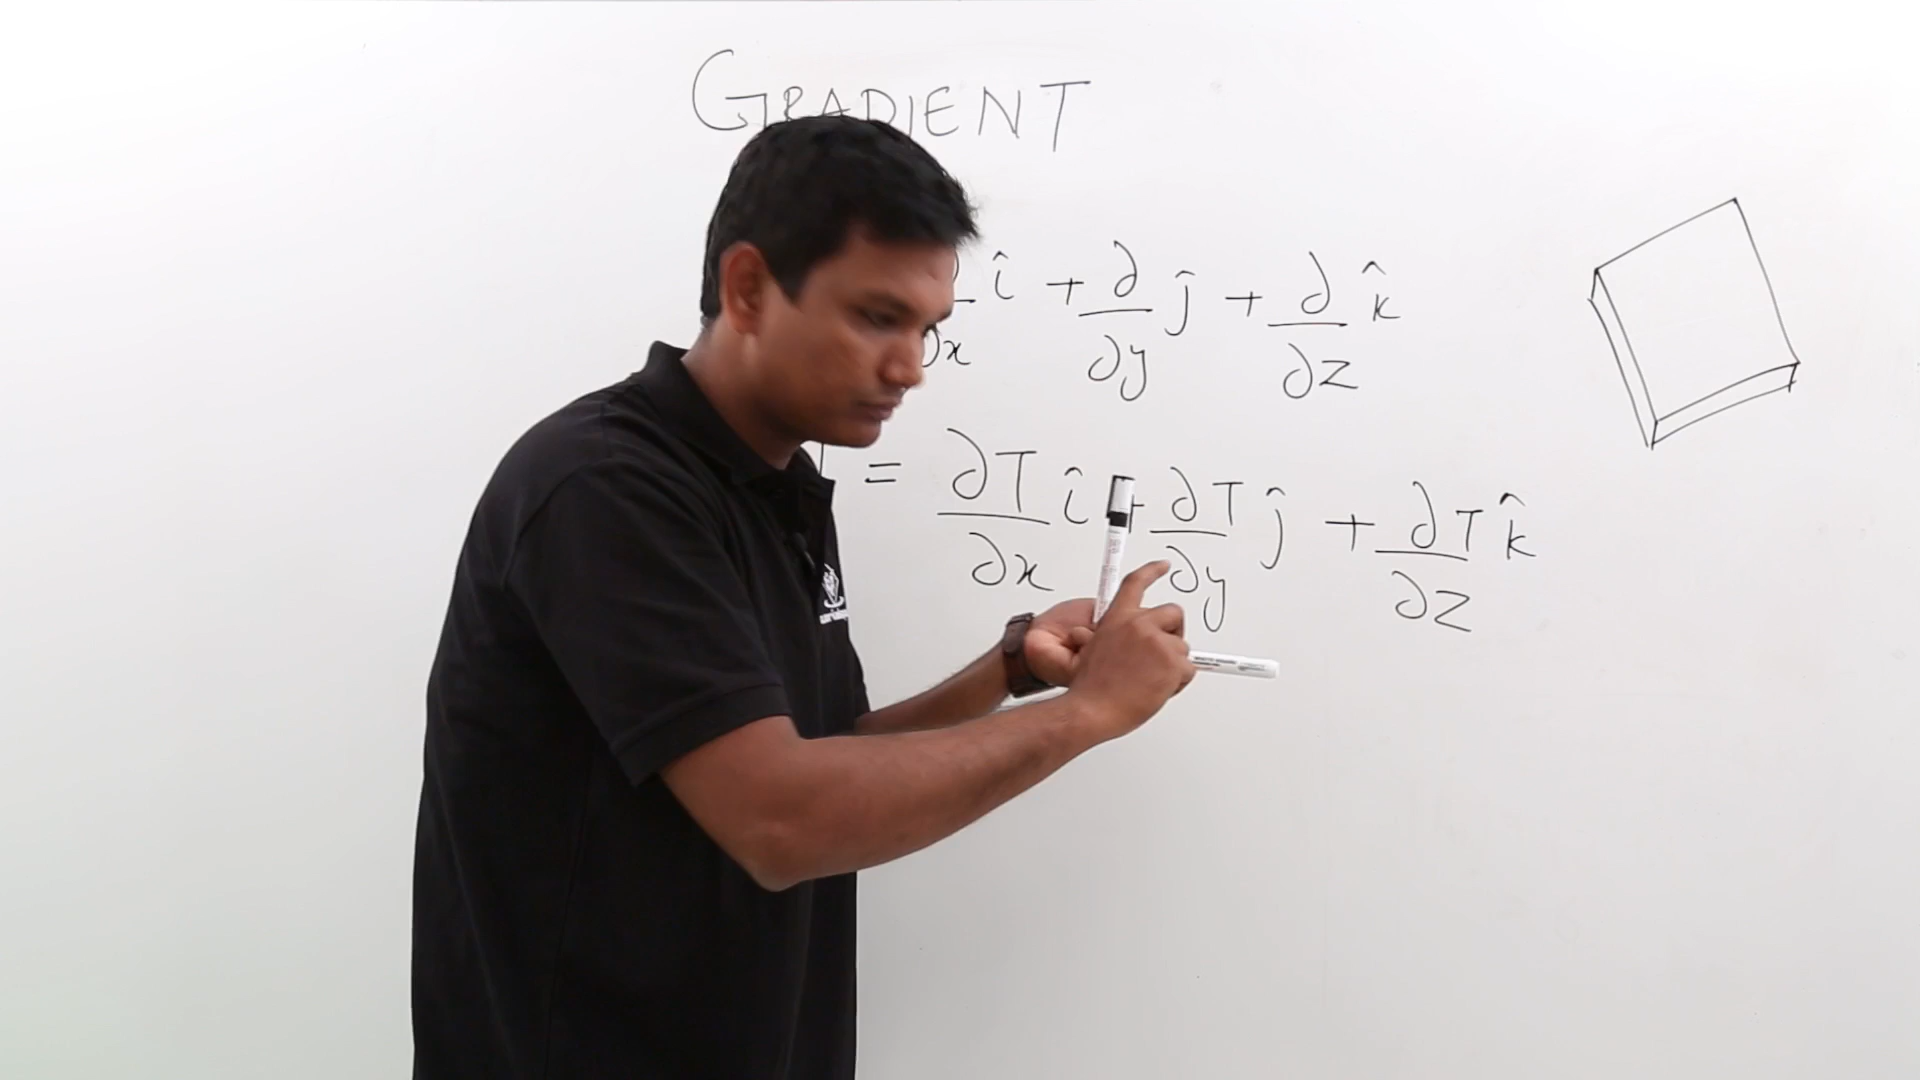 GRADIENT
î + ∂/∂y ĵ + ∂/∂z k̂
= ∂T/∂x î + ∂T/∂y ĵ + ∂T/∂z k̂